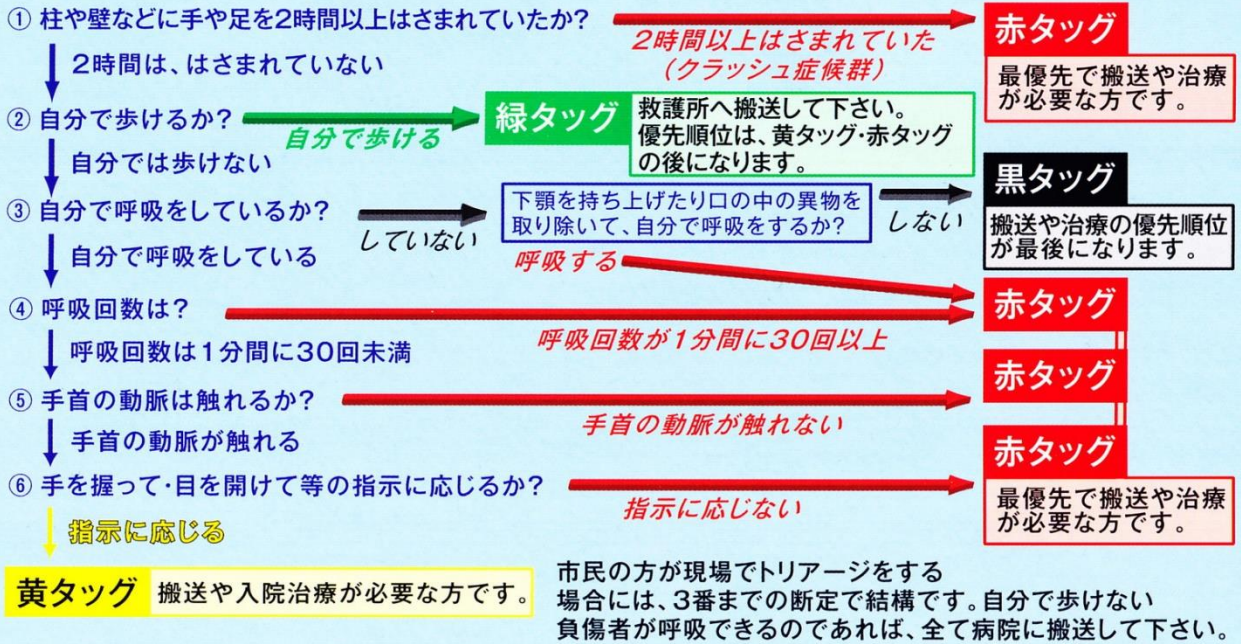 ① 柱や壁などに手や足を2時間以上はさまれていたか?
2時間以上はさまれていた
(クラッシュ症候群)
赤タッグ
最優先で搬送や治療
が必要な方です。
2時間は、はさまれていない
② 自分で歩けるか?
自分で歩ける
緑タッグ
救護所へ搬送して下さい。
優先順位は、黄タッグ・赤タッグ
の後になります。
自分では歩けない
③ 自分で呼吸をしているか?
していない
下顎を持ち上げたり口の中の異物を
取り除いて、自分で呼吸をするか?
しない
黒タッグ
搬送や治療の優先順位
が最後になります。
自分で呼吸をしている
呼吸する
④ 呼吸回数は?
呼吸回数が1分間に30回以上
赤タッグ
呼吸回数は1分間に30回未満
⑤ 手首の動脈は触れるか?
手首の動脈が触れない
赤タッグ
手首の動脈が触れる
⑥ 手を握って・目を開けて等の指示に応じるか?
指示に応じない
赤タッグ
最優先で搬送や治療
が必要な方です。
指示に応じる
黄タッグ
搬送や入院治療が必要な方です。
市民の方が現場でトリアージをする
場合には、3番までの断定で結構です。自分で歩けない
負傷者が呼吸できるのであれば、全て病院に搬送して下さい。